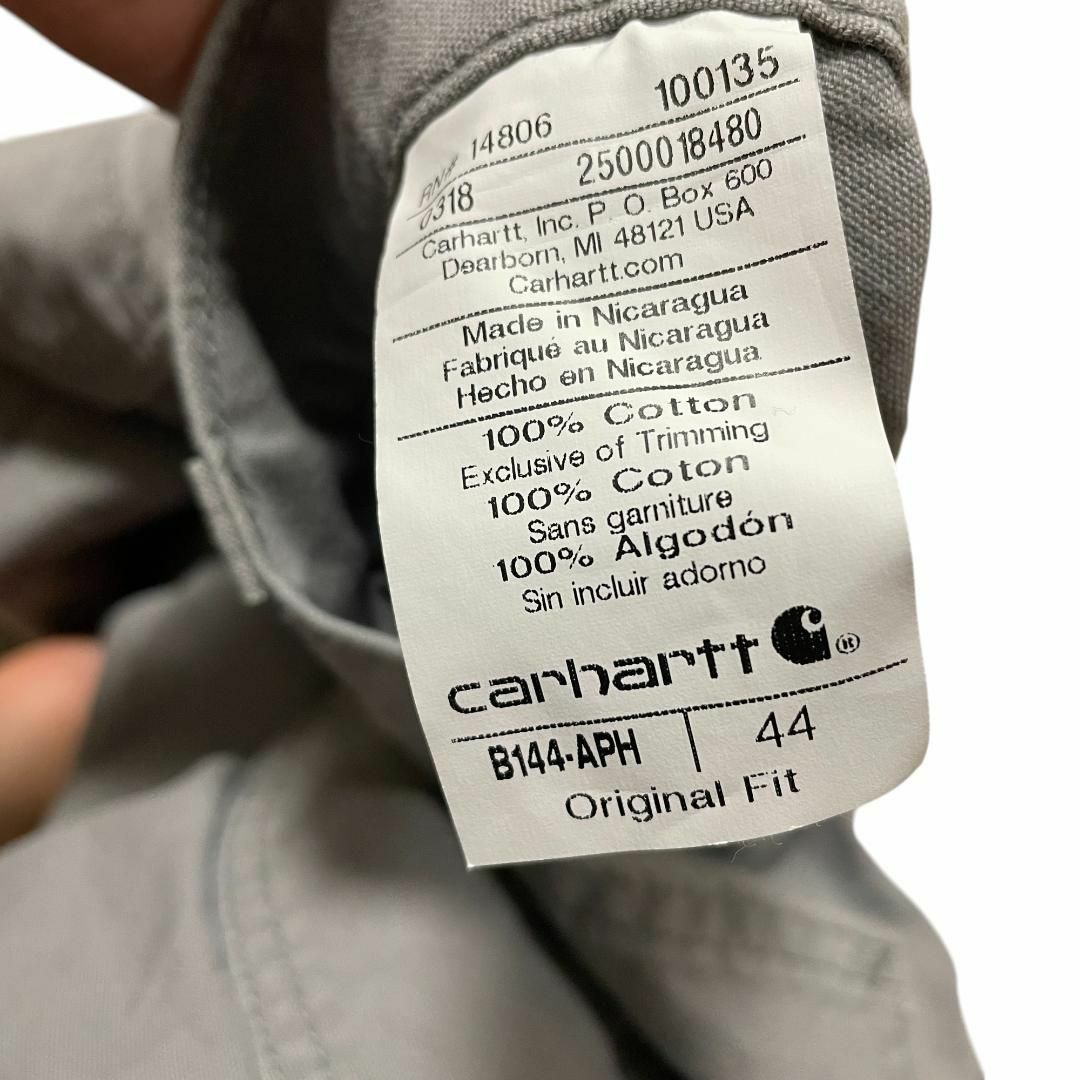 RN# 14806 100135
0318 2500018480
Carhartt, Inc. P. O. Box 600
Dearborn, MI 48121 USA
Carhartt.com
Made in Nicaragua
Fabriqué au Nicaragua
Hecho en Nicaragua
100% Cotton
Exclusive of Trimming
100% Coton
Sans garniture
100% Algodón
Sin incluir adorno
carhartt ®
B144-APH | 44
Original Fit